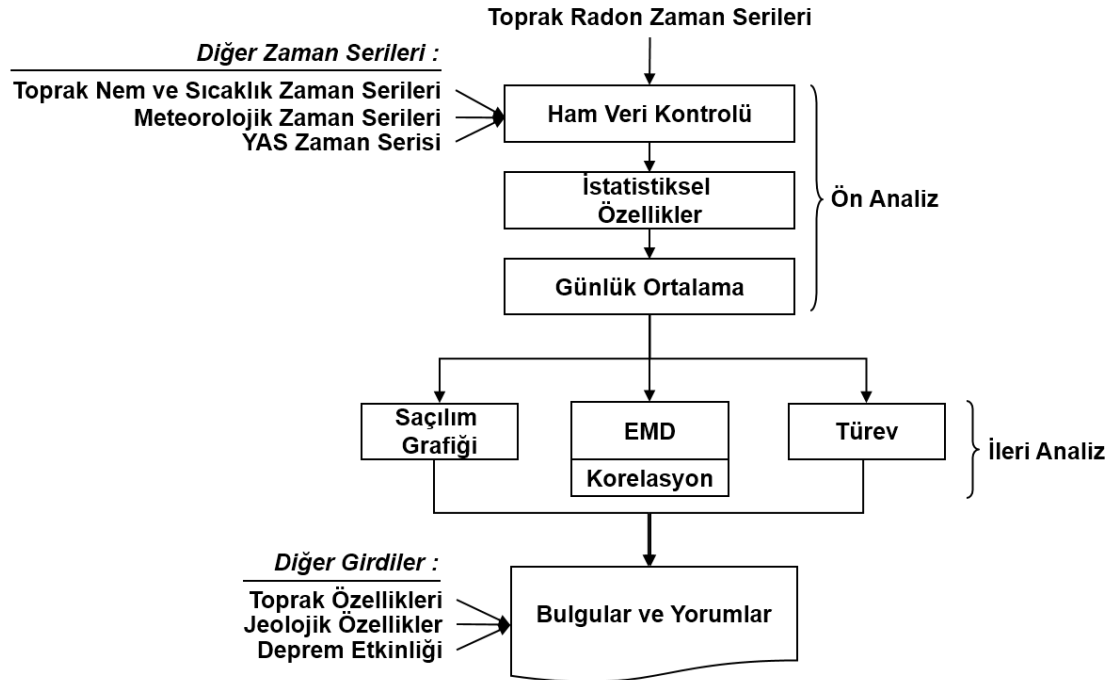 Toprak Radon Zaman Serileri
Diğer Zaman Serileri :
Toprak Nem ve Sıcaklık Zaman Serileri
Meteorolojik Zaman Serileri
YAS Zaman Serisi
Ham Veri Kontrolü
İstatistiksel
Özellikler
Günlük Ortalama
Ön Analiz
Saçılım
Grafiği
EMD
Korelasyon
Türev
İleri Analiz
Diğer Girdiler :
Toprak Özellikleri
Jeolojik Özellikler
Deprem Etkinliği
Bulgular ve Yorumlar